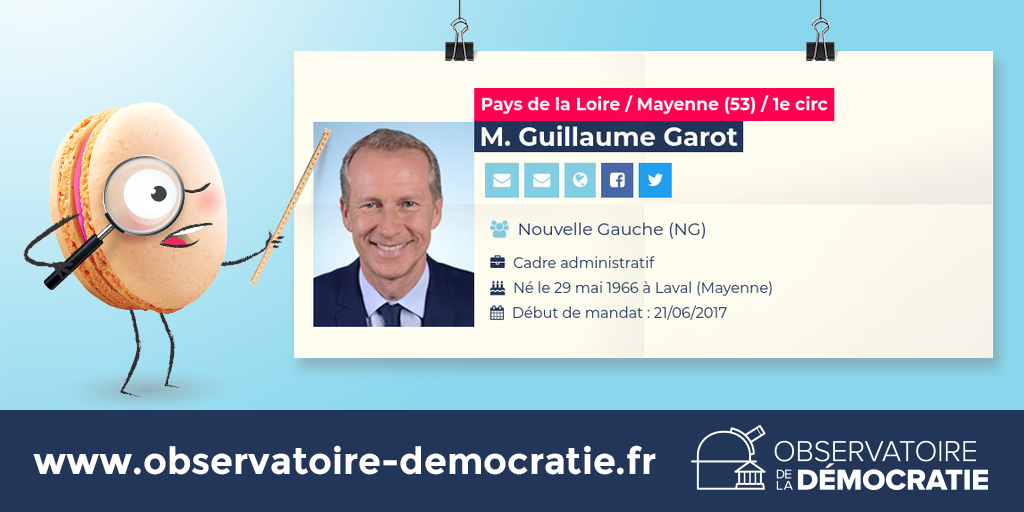 Pays de la Loire / Mayenne (53) / 1e circ
M. Guillaume Garot
Nouvelle Gauche (NG)
Cadre administratif
Né le 29 mai 1966 à Laval (Mayenne)
Début de mandat : 21/06/2017
www.observatoire-democratie.fr
OBSERVATOIRE
DE LA DÉMOCRATIE